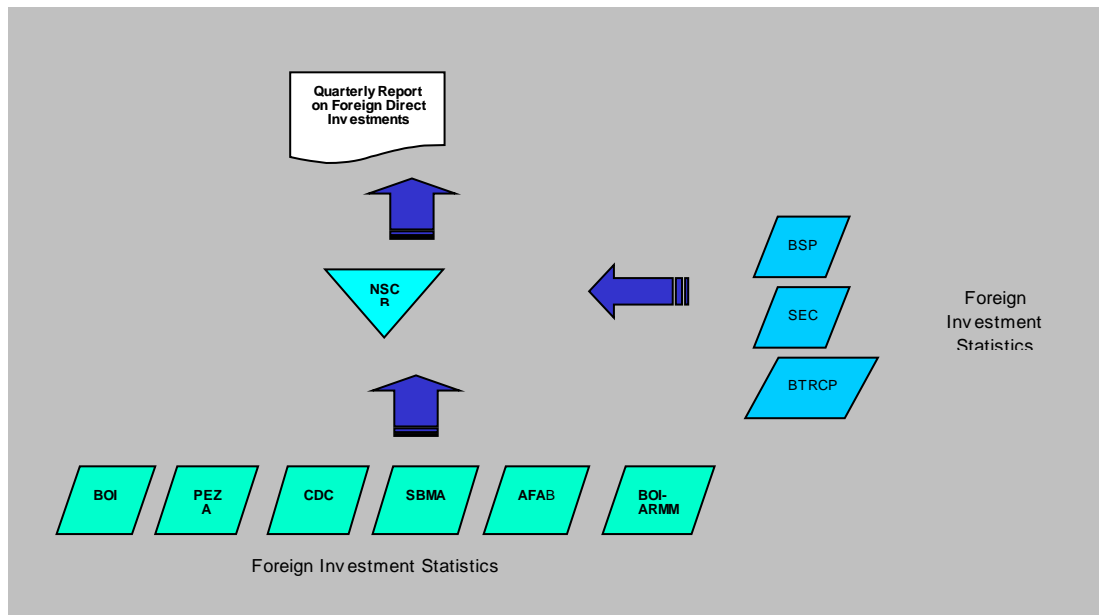 Quarterly Report
on Foreign Direct
Investments
NSC
B
BSP
SEC
BTRCP
Foreign
Investment
Statistics
BOI
PEZ
A
CDC
SBMA
AFAB
BOI-
ARMM
Foreign Investment Statistics